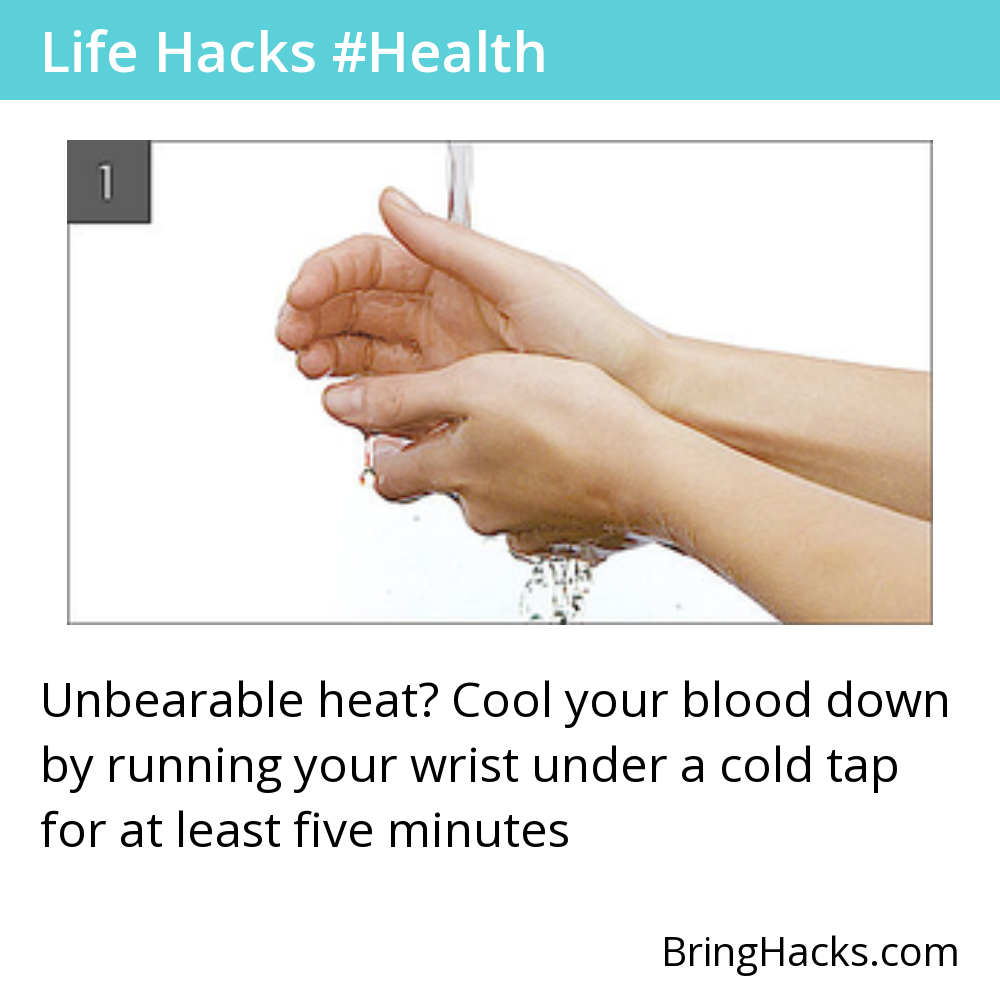 Life Hacks #Health
1
Unbearable heat? Cool your blood down
by running your wrist under a cold tap
for at least five minutes
BringHacks.com